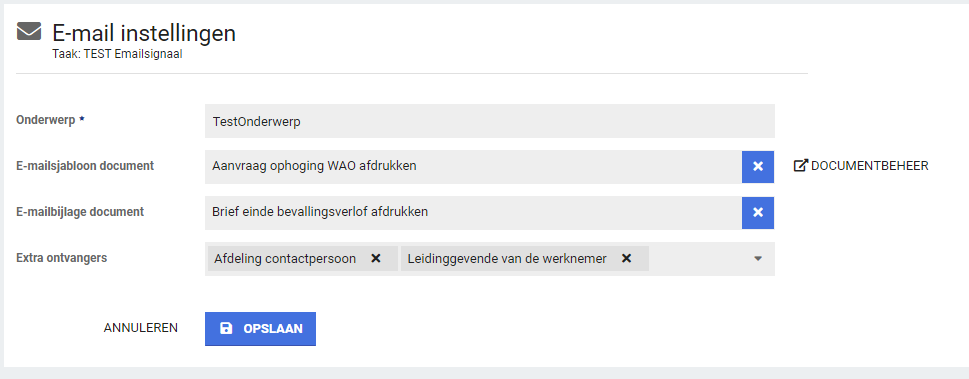 E-mail instellingen
Taak: TEST Emailsignaal
Onderwerp *
TestOnderwerp
E-mailsjabloon document
Aanvraag ophoging WAO afdrukken
DOCUMENTBEHEER
E-mailbijlage document
Brief einde bevallingsverlof afdrukken
Extra ontvangers
Afdeling contactpersoon
Leidinggevende van de werknemer
ANNULEREN
OPSLAAN